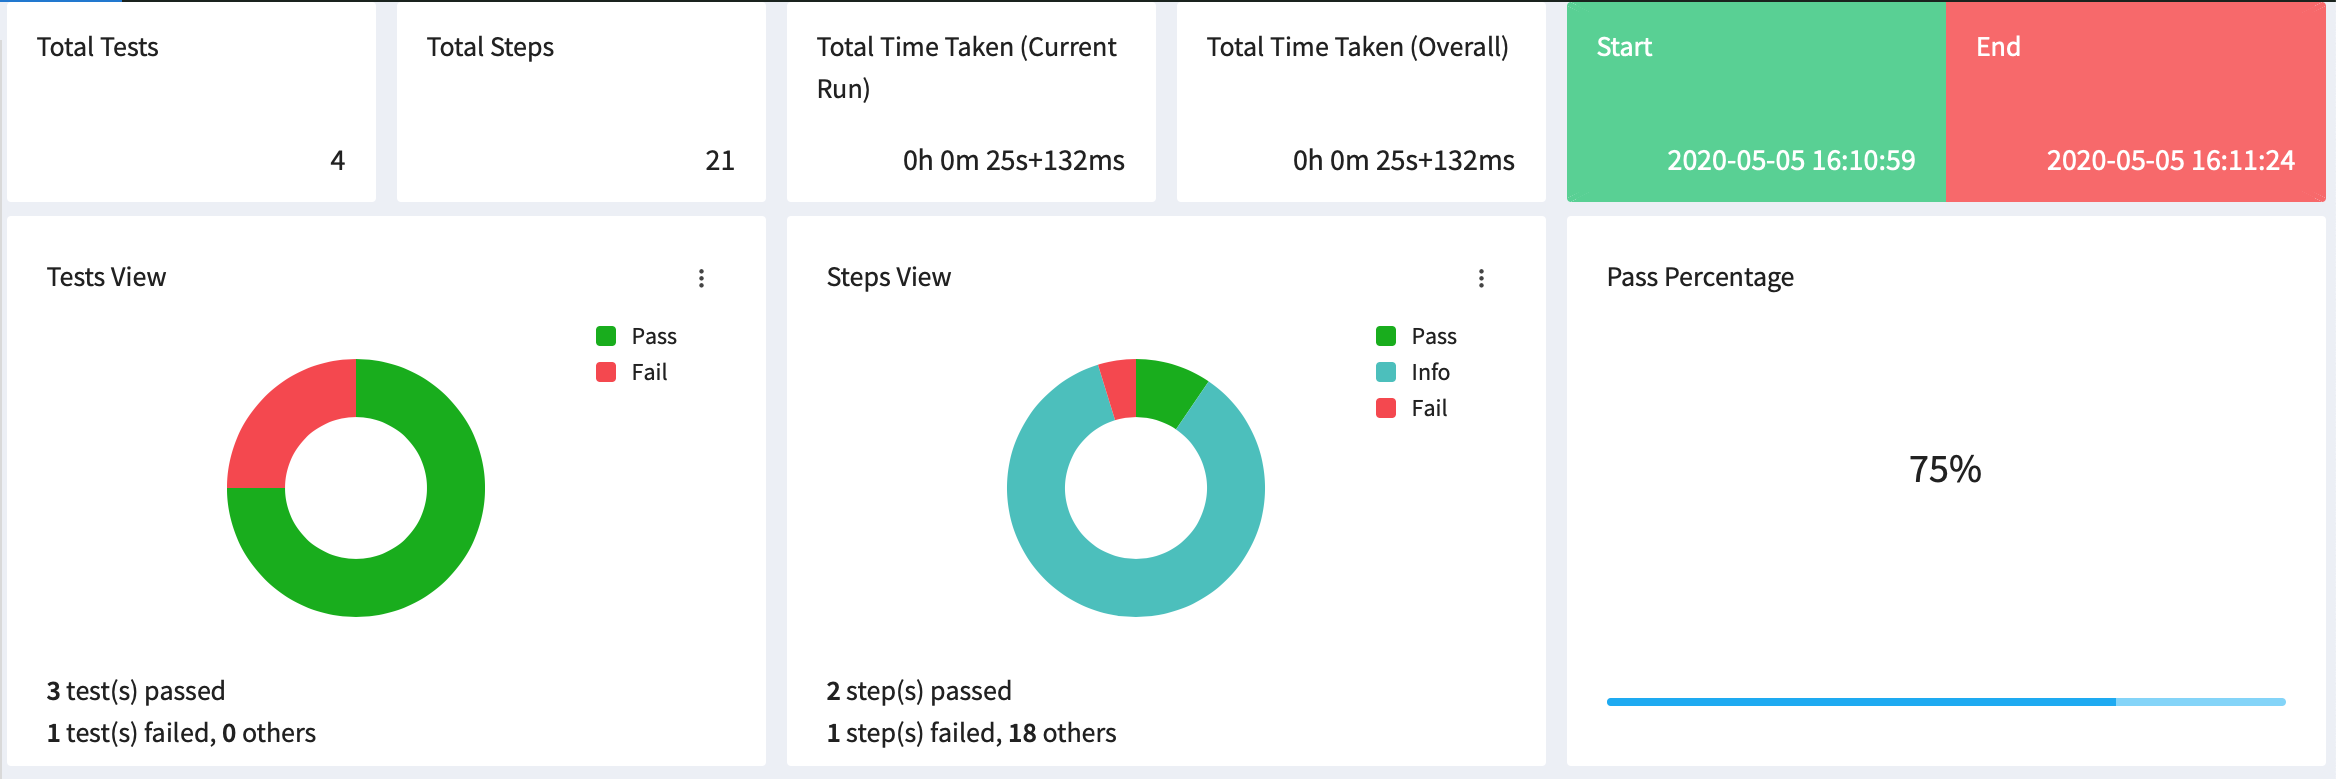 Total Tests
4
Total Steps
21
Total Time Taken (Current
Run)
0h 0m 25s+132ms
Total Time Taken (Overall)
0h 0m 25s+132ms
Start
2020-05-05 16:10:59
End
2020-05-05 16:11:24
Tests View
Pass
Fail
3 test(s) passed
1 test(s) failed, 0 others
Steps View
Pass
Info
Fail
2 step(s) passed
1 step(s) failed, 18 others
Pass Percentage
75%